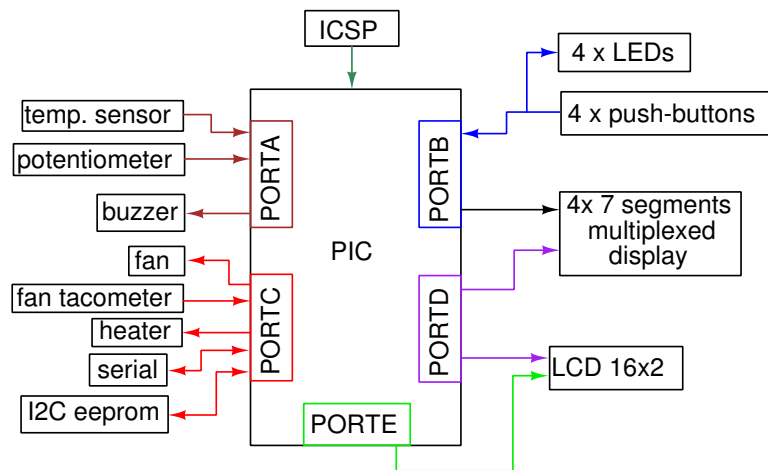 ICSP
4 x LEDs
temp. sensor
4 x push-buttons
potentiometer
PORTA
PORTB
buzzer
4x 7 segments
multiplexed
display
PIC
fan
fan tacometer
PORTC
PORTD
heater
serial
LCD 16x2
I2C eeprom
PORTE